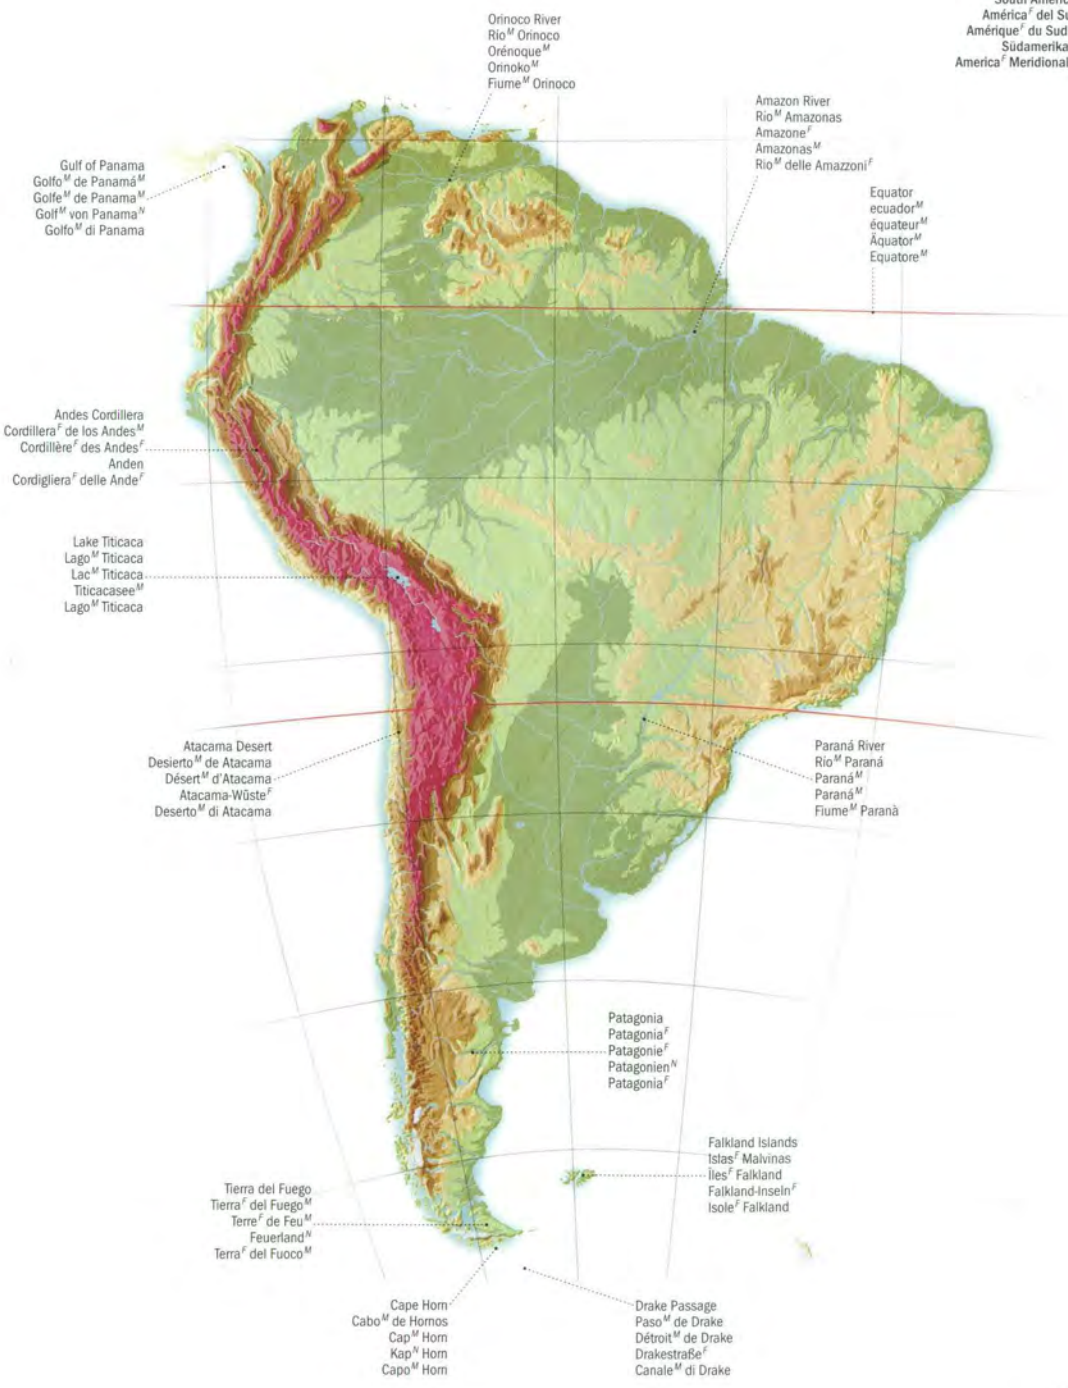 South Americ
América^F del Su
Amérique^F du Sud
Südamerika
America^F Meridional
Orinoco River
Río^M Orinoco
Orénoque^M
Orinoko^M
Fiume^M Orinoco
Amazon River
Río^M Amazonas
Amazone^F
Amazonas^M
Rio^M delle Amazzoni^F
Gulf of Panama
Golfo^M de Panamá^M
Golfe^M de Panama^M
Golf^M von Panama^N
Golfo^M di Panama
Equator
ecuador^M
équateur^M
Äquator^M
Equatore^M
Andes Cordillera
Cordillera^F de los Andes^M
Cordillère^F des Andes^F
Anden
Cordigliera^F delle Ande^F
Lake Titicaca
Lago^M Titicaca
Lac^M Titicaca
Titicacasee^M
Lago^M Titicaca
Atacama Desert
Desierto^M de Atacama
Désert^M d'Atacama
Atacama-Wüste^F
Deserto^M di Atacama
Paraná River
Río^M Paraná
Paraná^M
Paraná^M
Fiume^M Paranà
Patagonia
Patagonia^F
Patagonie^F
Patagonien^N
Patagonia^F
Falkland Islands
Islas^F Malvinas
Îles^F Falkland
Falkland-Inseln^F
Isole^F Falkland
Tierra del Fuego
Tierra^F del Fuego^M
Terre^F de Feu^M
Feuerland^N
Terra^F del Fuoco^M
Cape Horn
Cabo^M de Hornos
Cap^M Horn
Kap^N Horn
Capo^M Horn
Drake Passage
Paso^M de Drake
Détroit^M de Drake
Drakestraße^F
Canale^M di Drake